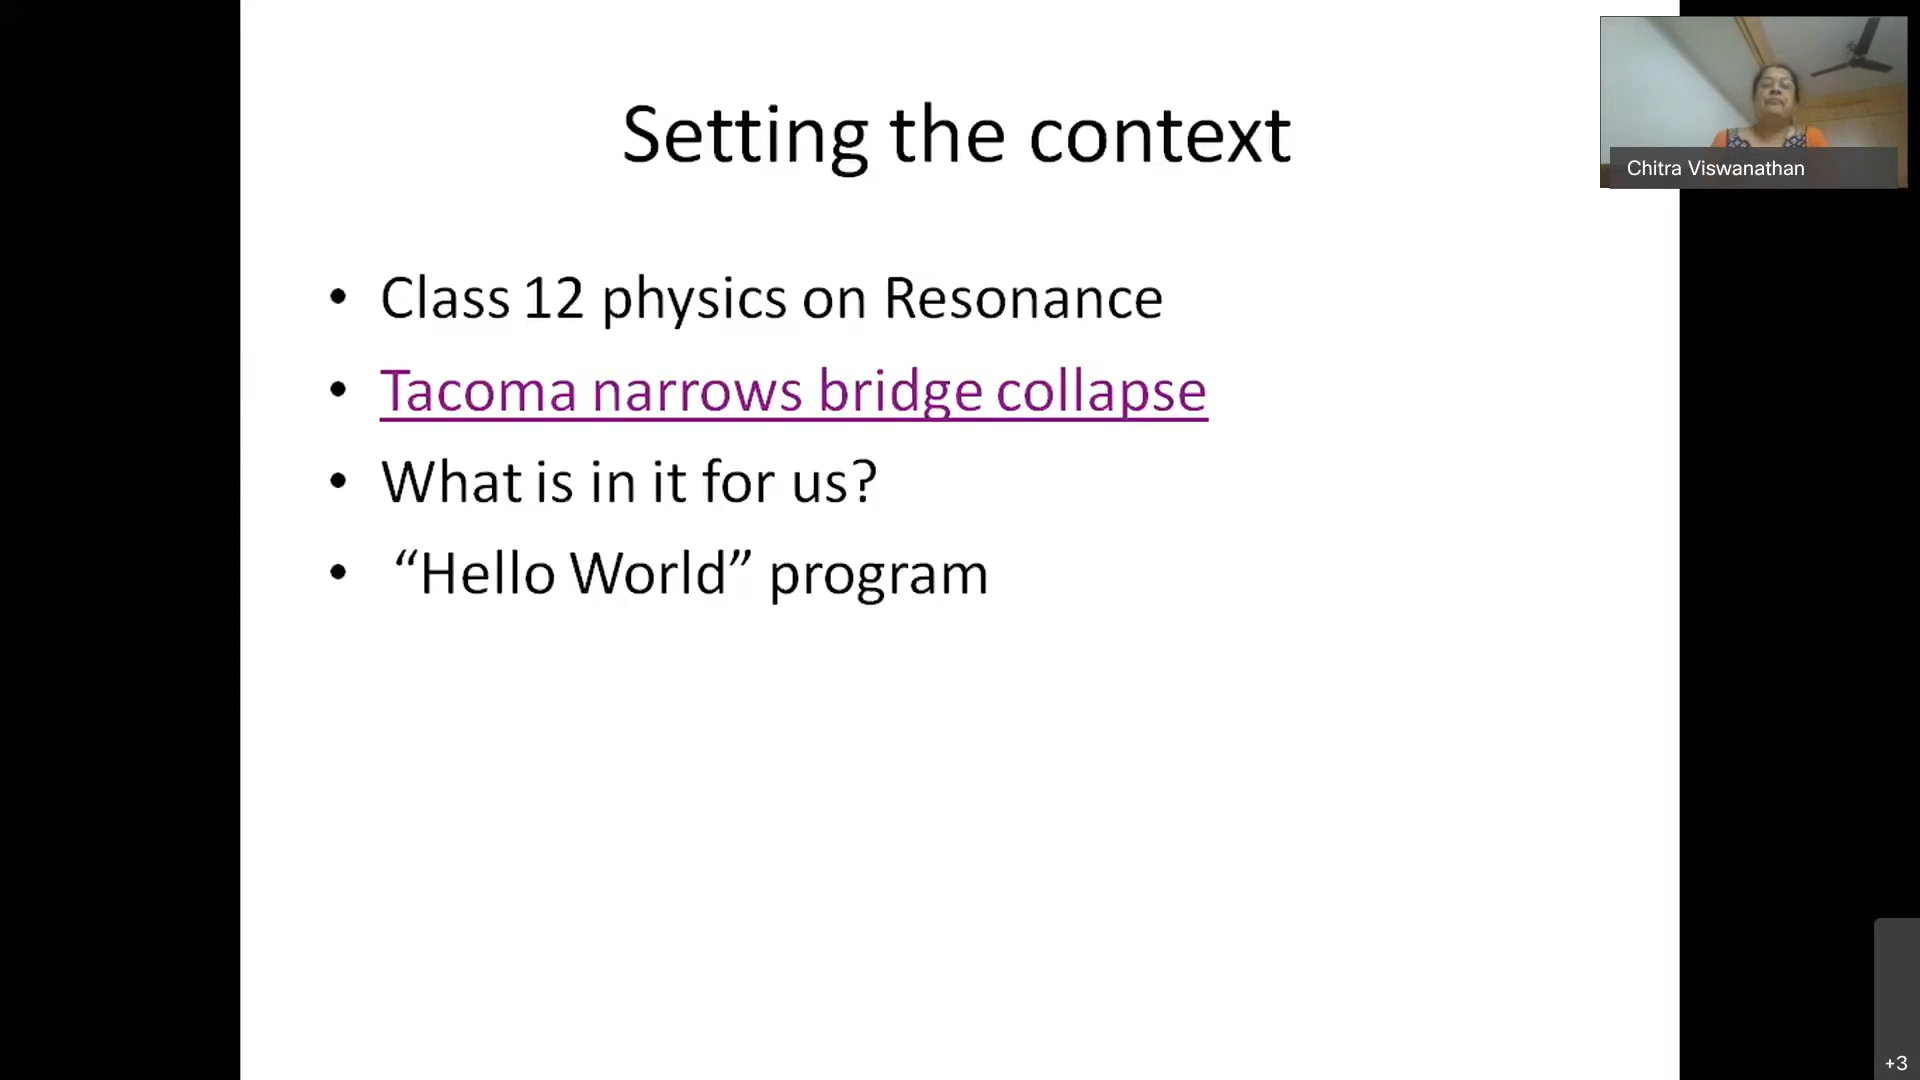 Setting the context
• Class 12 physics on Resonance
• Tacoma narrows bridge collapse
• What is in it for us?
• “Hello World” program
Chitra Viswanathan
+3